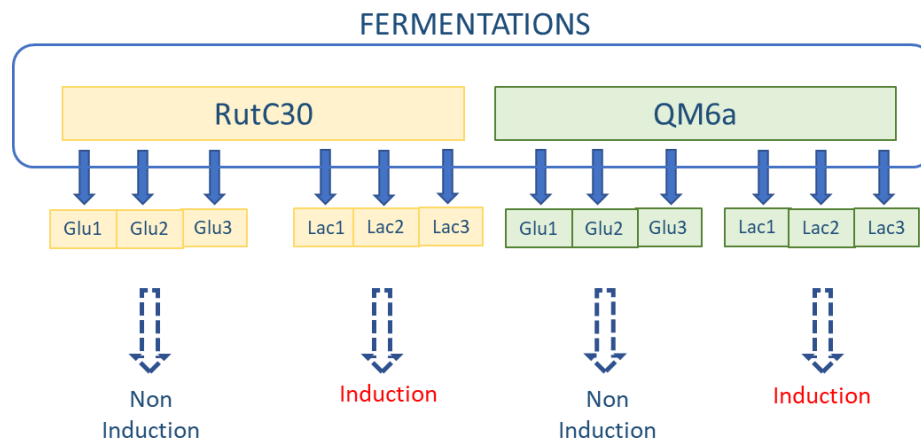 FERMENTATIONS
RutC30
QM6a
Glu1 Glu2 Glu3 Lac1 Lac2 Lac3 Glu1 Glu2 Glu3 Lac1 Lac2 Lac3
Non
Induction
Induction
Non
Induction
Induction